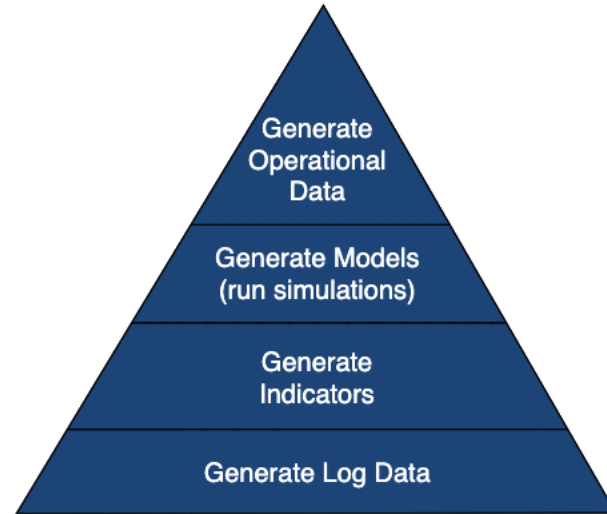 Generate
Operational
Data
Generate Models
(run simulations)
Generate
Indicators
Generate Log Data